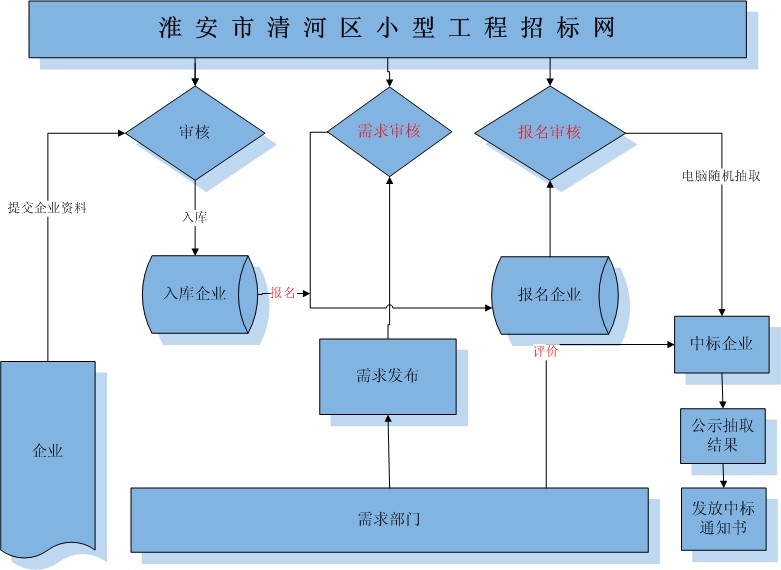 淮安市清河区小型工程招标网
审核
需求审核
报名审核
电脑随机抽取
提交企业资料
入库
入库企业
报名
报名企业
评价
中标企业
需求发布
公示抽取
结果
企业
需求部门
发放中标
通知书